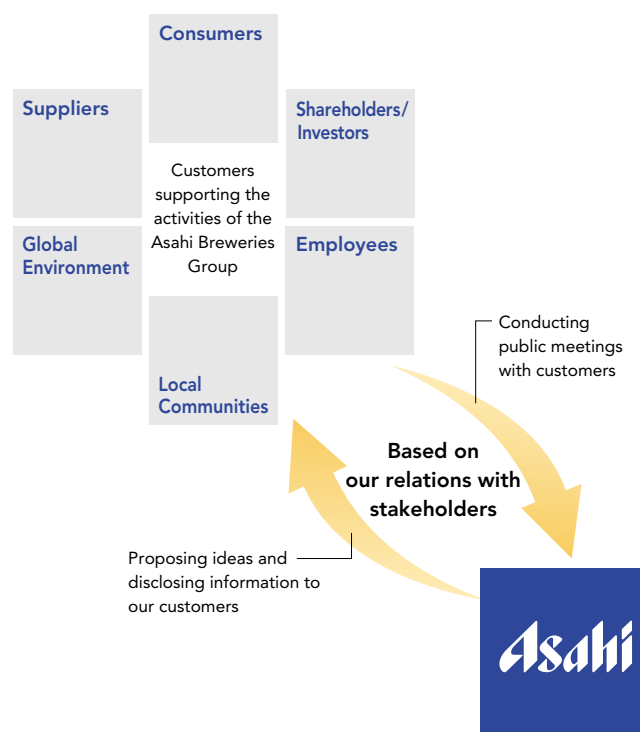 Consumers
Suppliers
Shareholders/
Investors
Customers
supporting the
activities of the
Asahi Breweries
Group
Global
Environment
Employees
Local
Communities
Conducting
public meetings
with customers
Based on
our relations with
stakeholders
Proposing ideas and
disclosing information to
our customers
Asahi